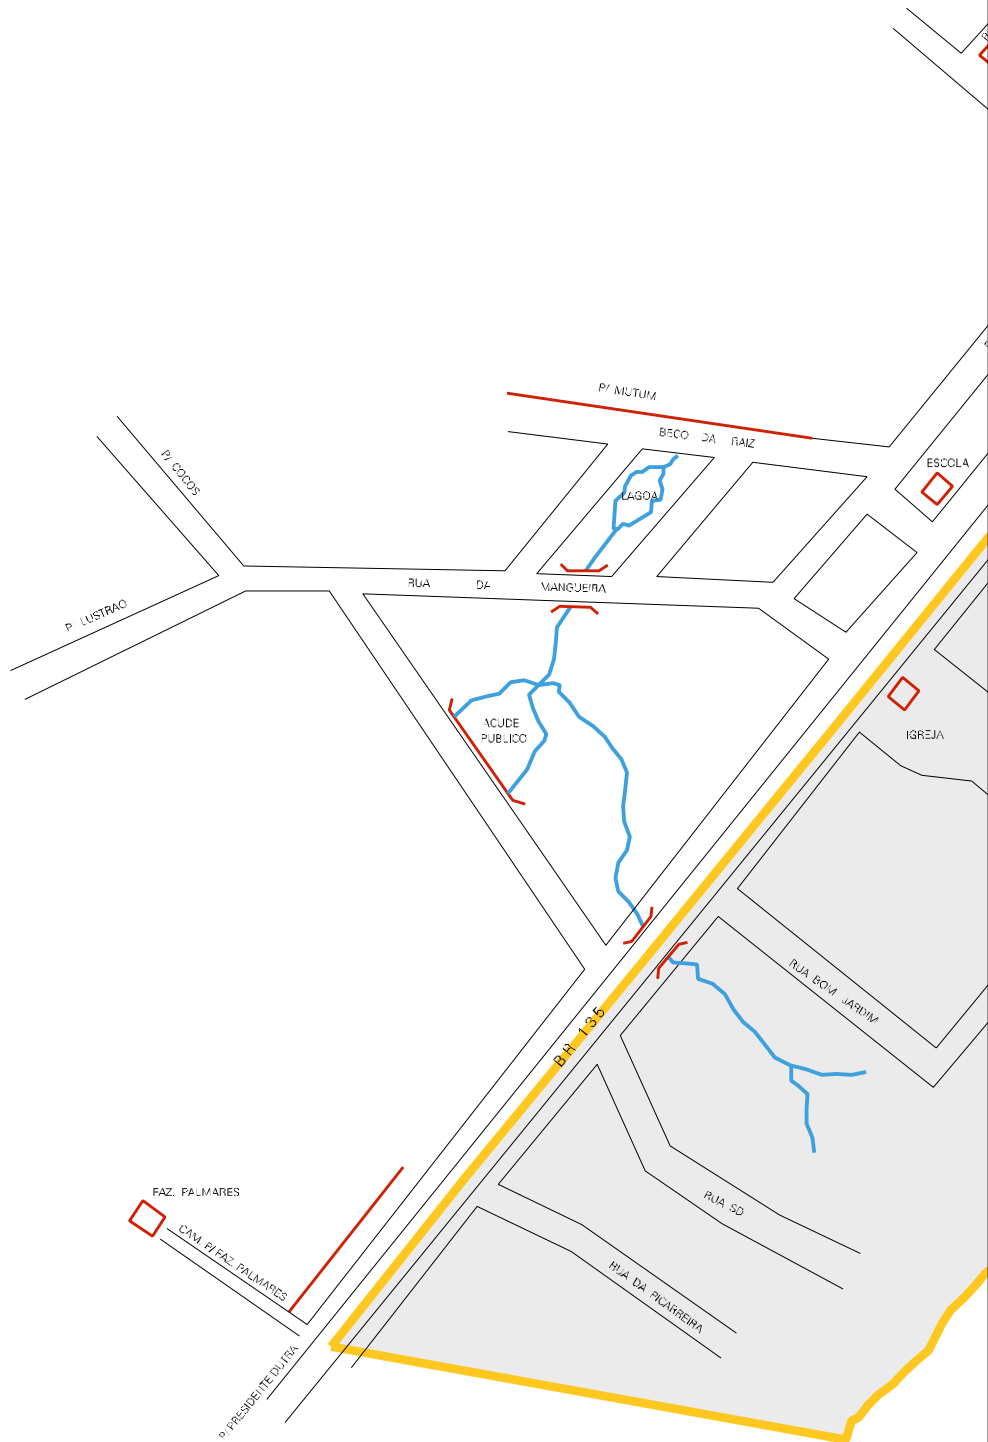 P/ MUTUM
BECO DA RAIZ
ESCOLA
P/ COCOS
LAGOA
RUA DA MANGUEIRA
P/ LUSTRAO
ACUDE
PUBLICO
IGREJA
RUA BOM JARDIM
BR 135
FAZ. PALMARES
CAM. P/ FAZ. PALMARES
RUA SD
RUA DA PICARREIRA
P/ PRESIDENTE DUTRA